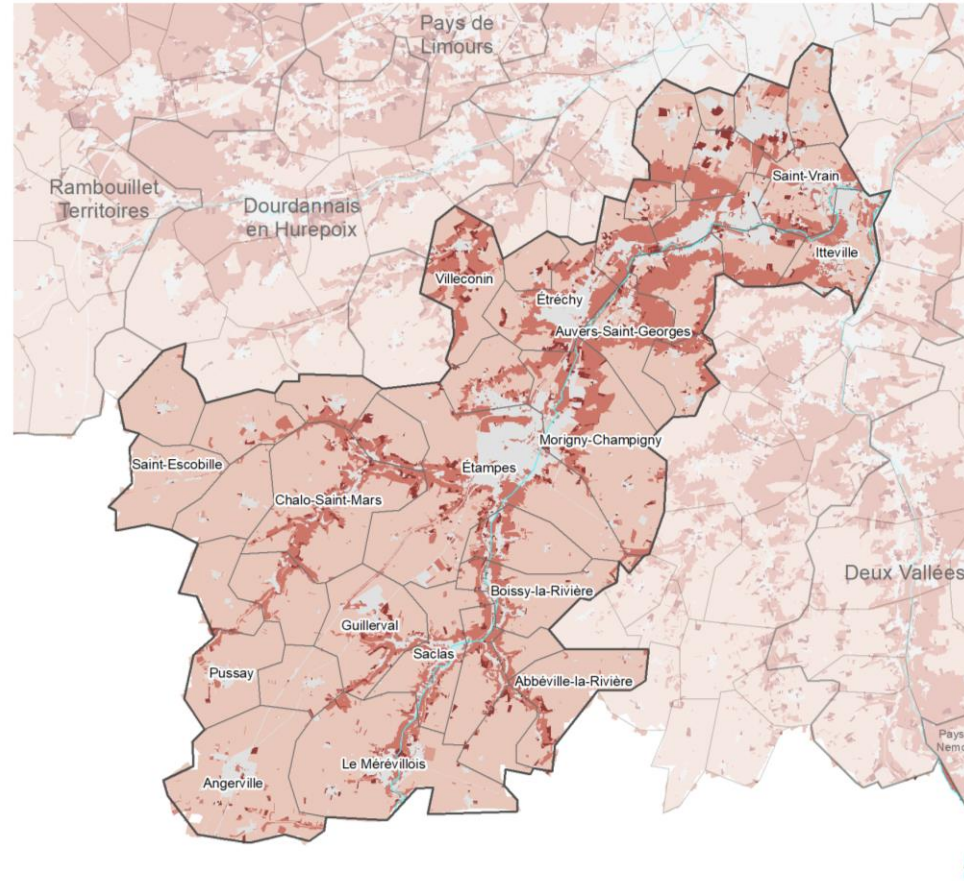 Pays de
Limours
Rambouillet
Territoires
Dourdannais
en Hurepoix
Saint-Vrain
Itteville
Villeconin
Étréchy
Auvers-Saint-Georges
Morigny-Champigny
Étampes
Saint-Escobille
Chalo-Saint-Mars
Deux Vallées
Boissy-la-Rivière
Guillerval
Saclas
Pussay
Abbéville-la-Rivière
Le Mérévillois
Angerville
Pays
Nemo